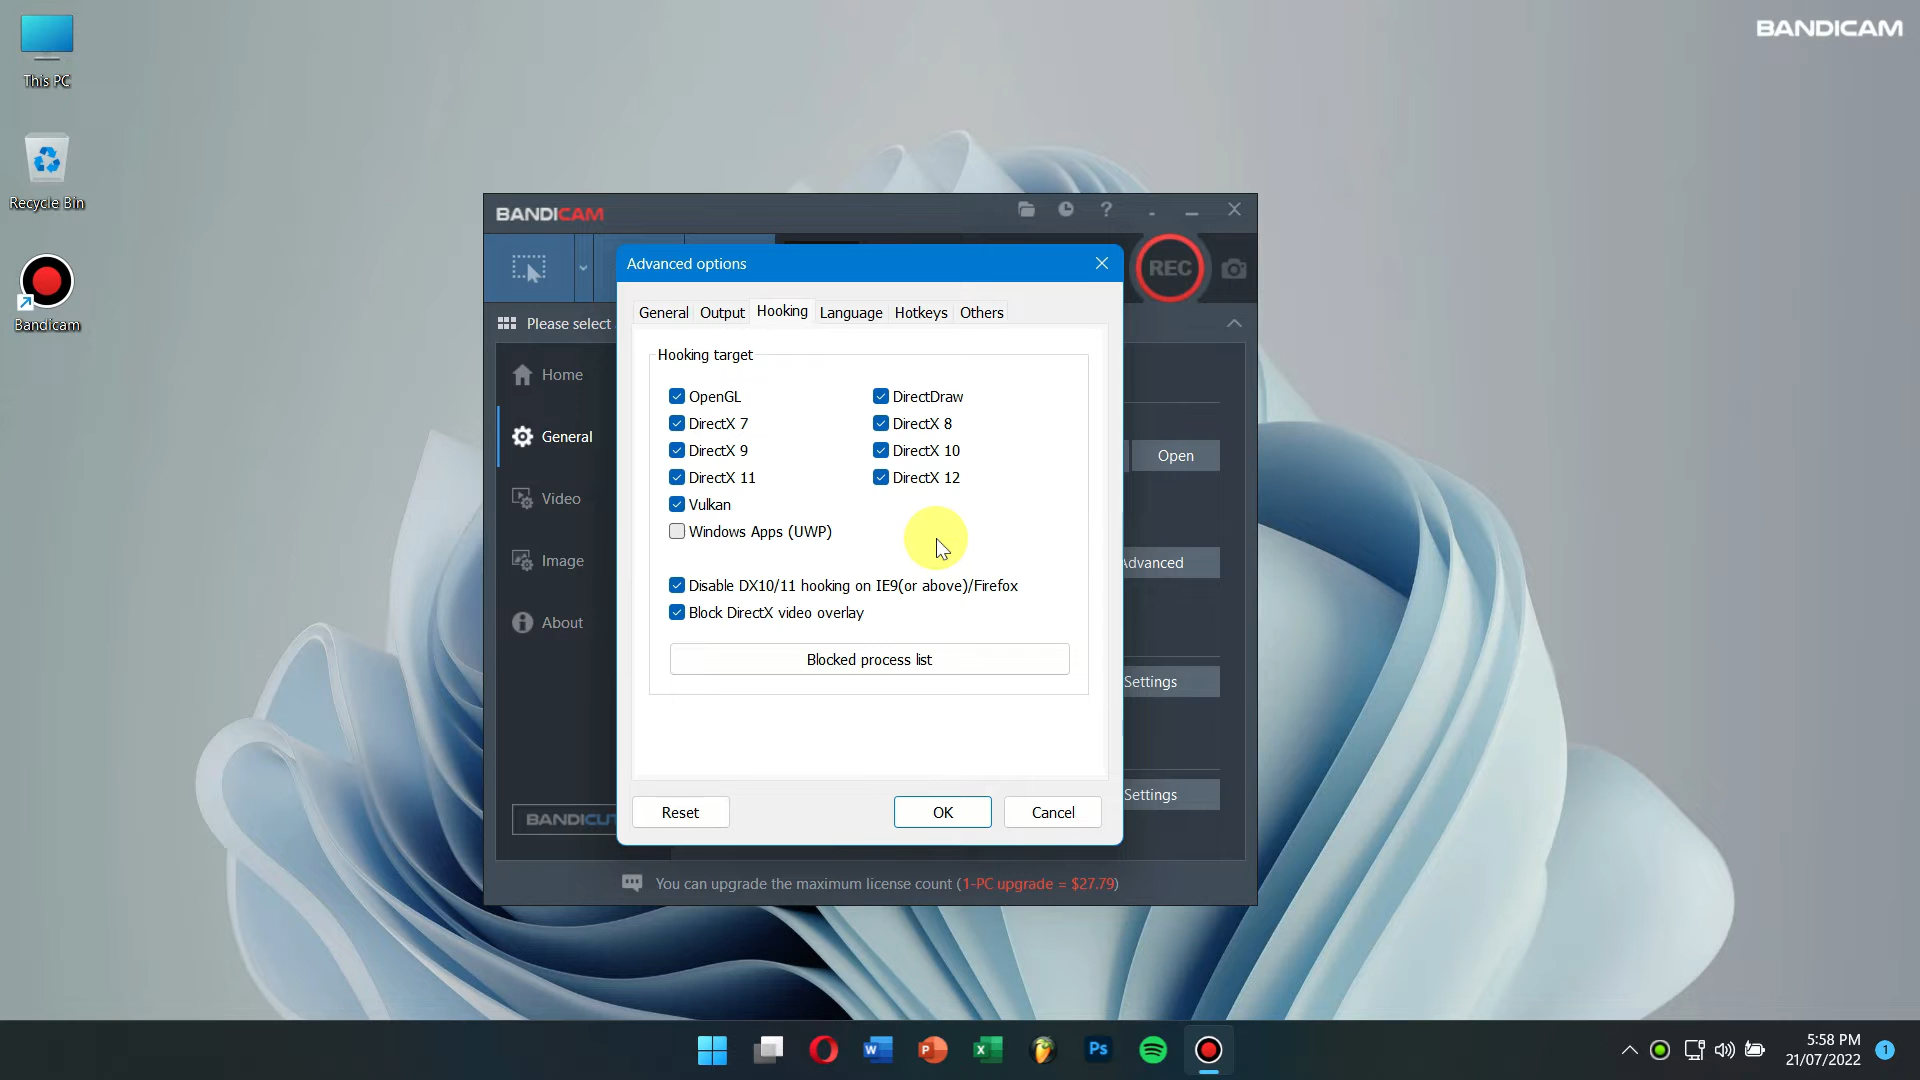 This PC
Recycle Bin
Bandicam
BANDICAM
BANDICAM
REC
Please select
Home
General
Video
Image
About
Open
Advanced
Settings
Settings
Advanced options
General Output Hooking Language Hotkeys Others
Hooking target
OpenGL DirectDraw
DirectX 7 DirectX 8
DirectX 9 DirectX 10
DirectX 11 DirectX 12
Vulkan
Windows Apps (UWP)
Disable DX10/11 hooking on IE9(or above)/Firefox
Block DirectX video overlay
Blocked process list
Reset OK Cancel
You can upgrade the maximum license count (1-PC upgrade = $27.79)
Ps
5:58 PM
21/07/2022
1